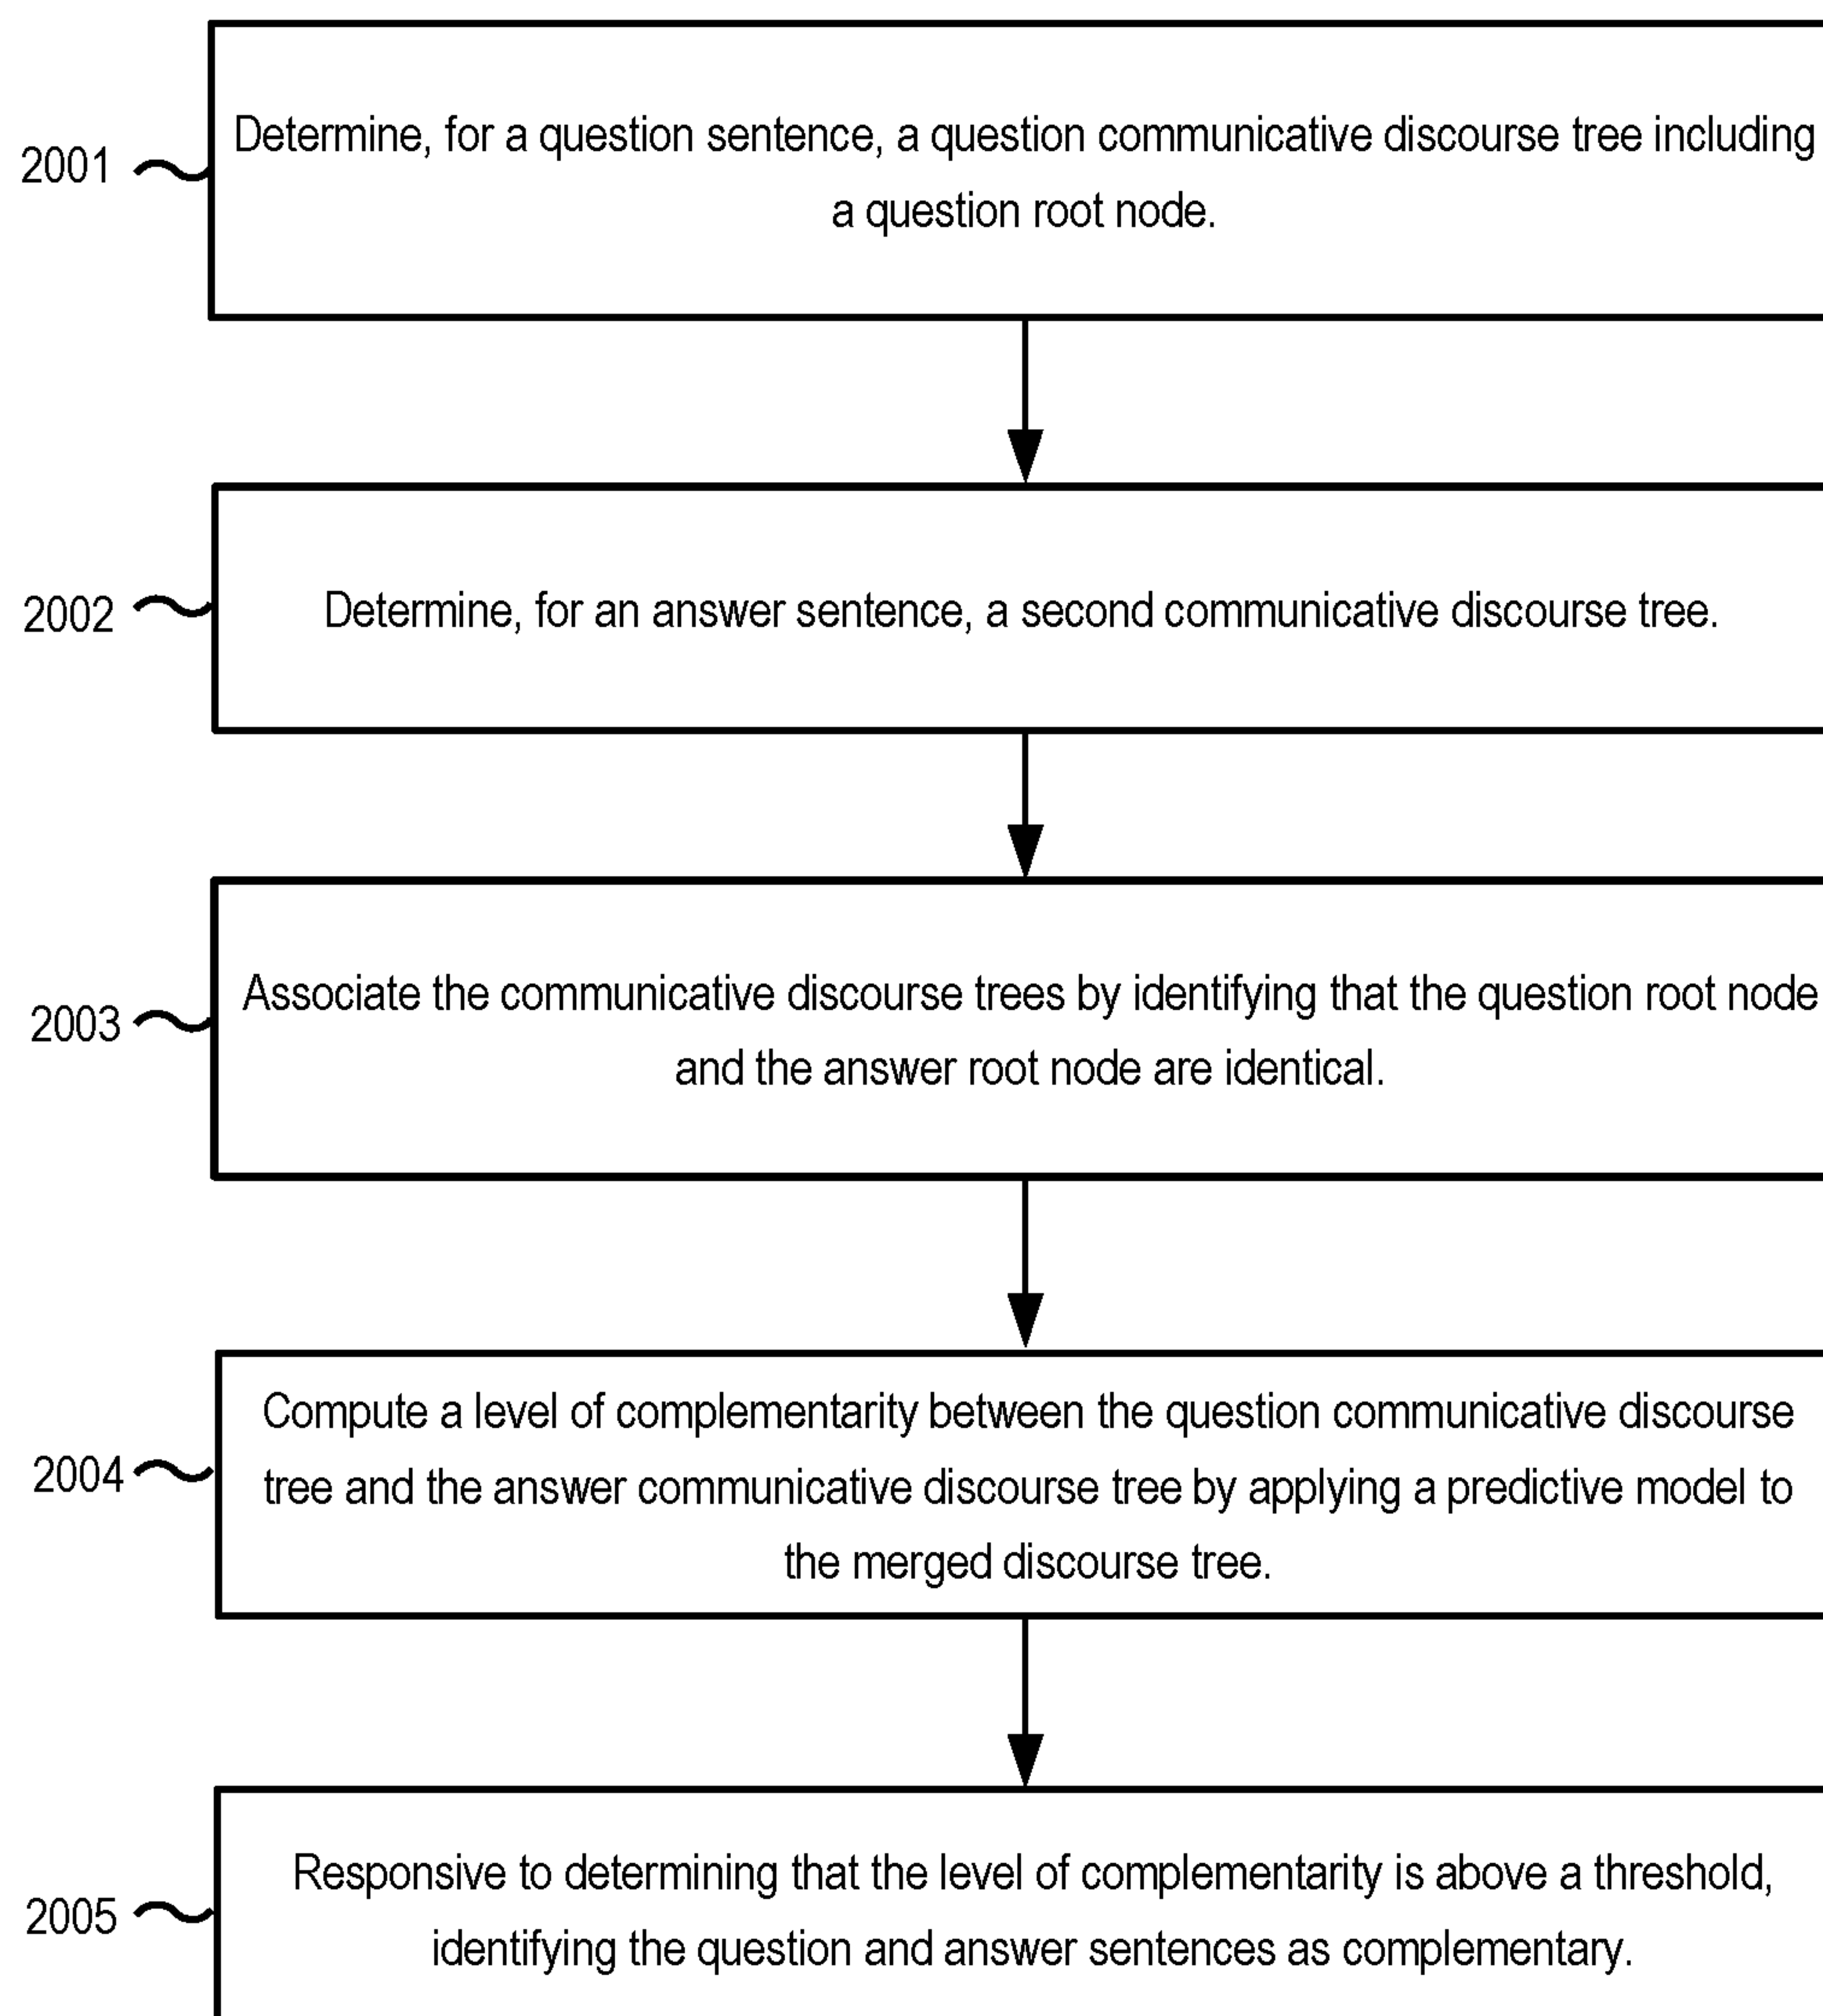 2001
Determine, for a question sentence, a question communicative discourse tree including
a question root node.
2002
Determine, for an answer sentence, a second communicative discourse tree.
2003
Associate the communicative discourse trees by identifying that the question root node
and the answer root node are identical.
2004
Compute a level of complementarity between the question communicative discourse
tree and the answer communicative discourse tree by applying a predictive model to
the merged discourse tree.
2005
Responsive to determining that the level of complementarity is above a threshold,
identifying the question and answer sentences as complementary.